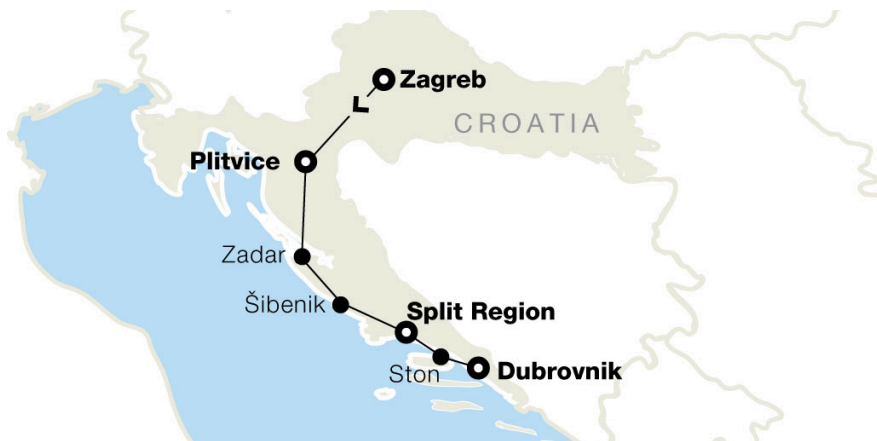 Zagreb
CROATIA
Plitvice
Zadar
Šibenik
Split Region
Ston
Dubrovnik